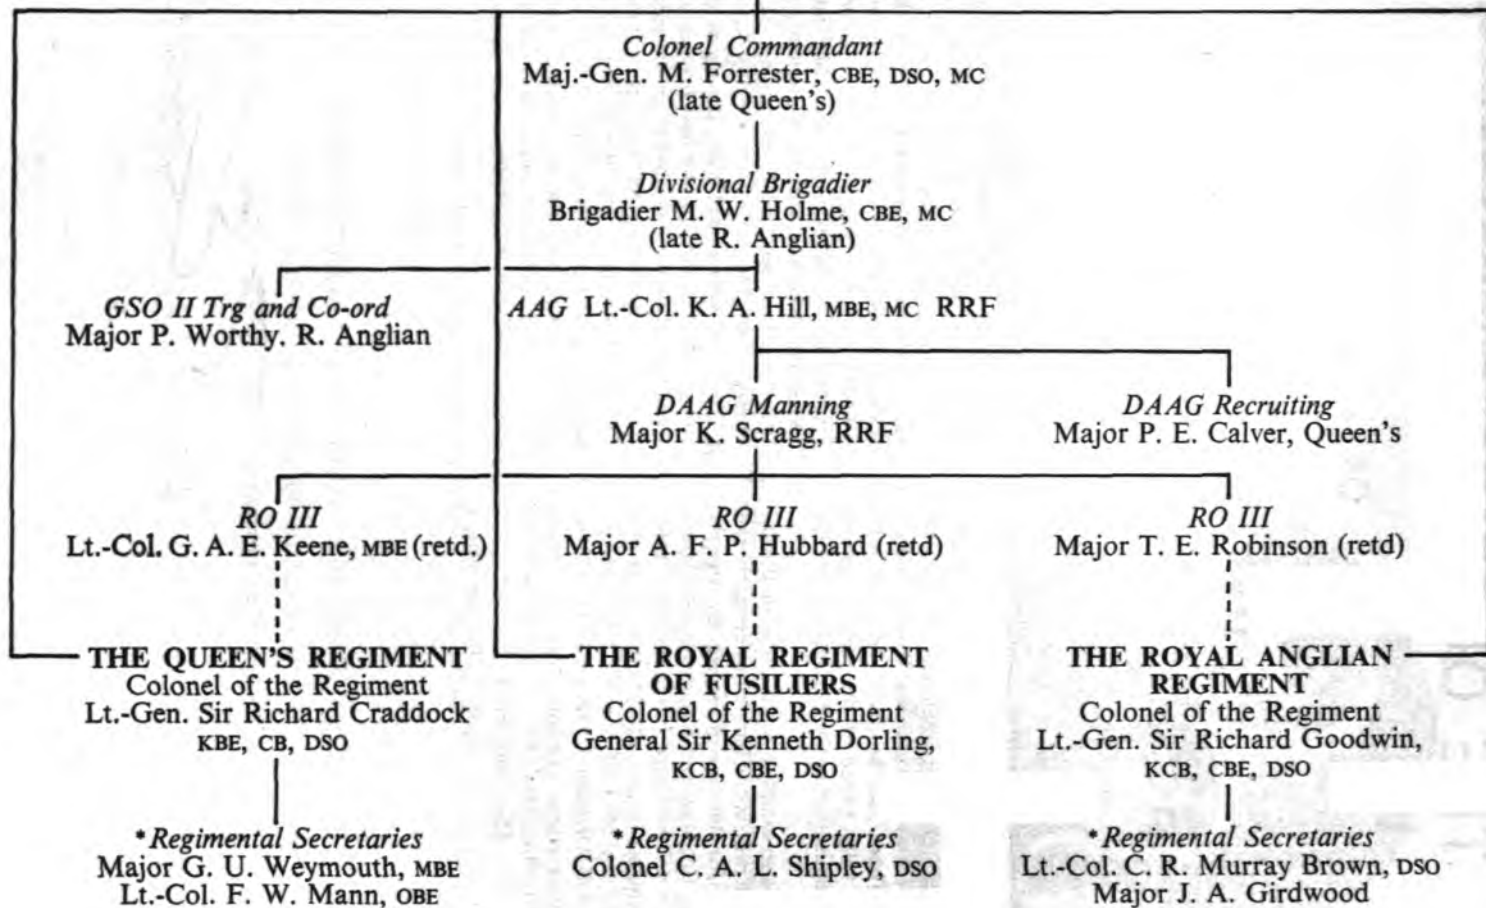 Colonel Commandant
Maj.-Gen. M. Forrester, CBE, DSO, MC
(late Queen's)
Divisional Brigadier
Brigadier M. W. Holme, CBE, MC
(late R. Anglian)
GSO II Trg and Co-ord
Major P. Worthy. R. Anglian
AAG Lt.-Col. K. A. Hill, MBE, MC RRF
DAAG Manning
Major K. Scragg, RRF
DAAG Recruiting
Major P. E. Calver, Queen's
RO III
Lt.-Col. G. A. E. Keene, MBE (retd.)
RO III
Major A. F. P. Hubbard (retd)
RO III
Major T. E. Robinson (retd)
THE QUEEN'S REGIMENT
Colonel of the Regiment
Lt.-Gen. Sir Richard Craddock
KBE, CB, DSO
*Regimental Secretaries
Major G. U. Weymouth, MBE
Lt.-Col. F. W. Mann, OBE
THE ROYAL REGIMENT
OF FUSILIERS
Colonel of the Regiment
General Sir Kenneth Dorling,
KCB, CBE, DSO
*Regimental Secretaries
Colonel C. A. L. Shipley, DSO
THE ROYAL ANGLIAN
REGIMENT
Colonel of the Regiment
Lt.-Gen. Sir Richard Goodwin,
KCB, CBE, DSO
*Regimental Secretaries
Lt.-Col. C. R. Murray Brown, DSO
Major J. A. Girdwood